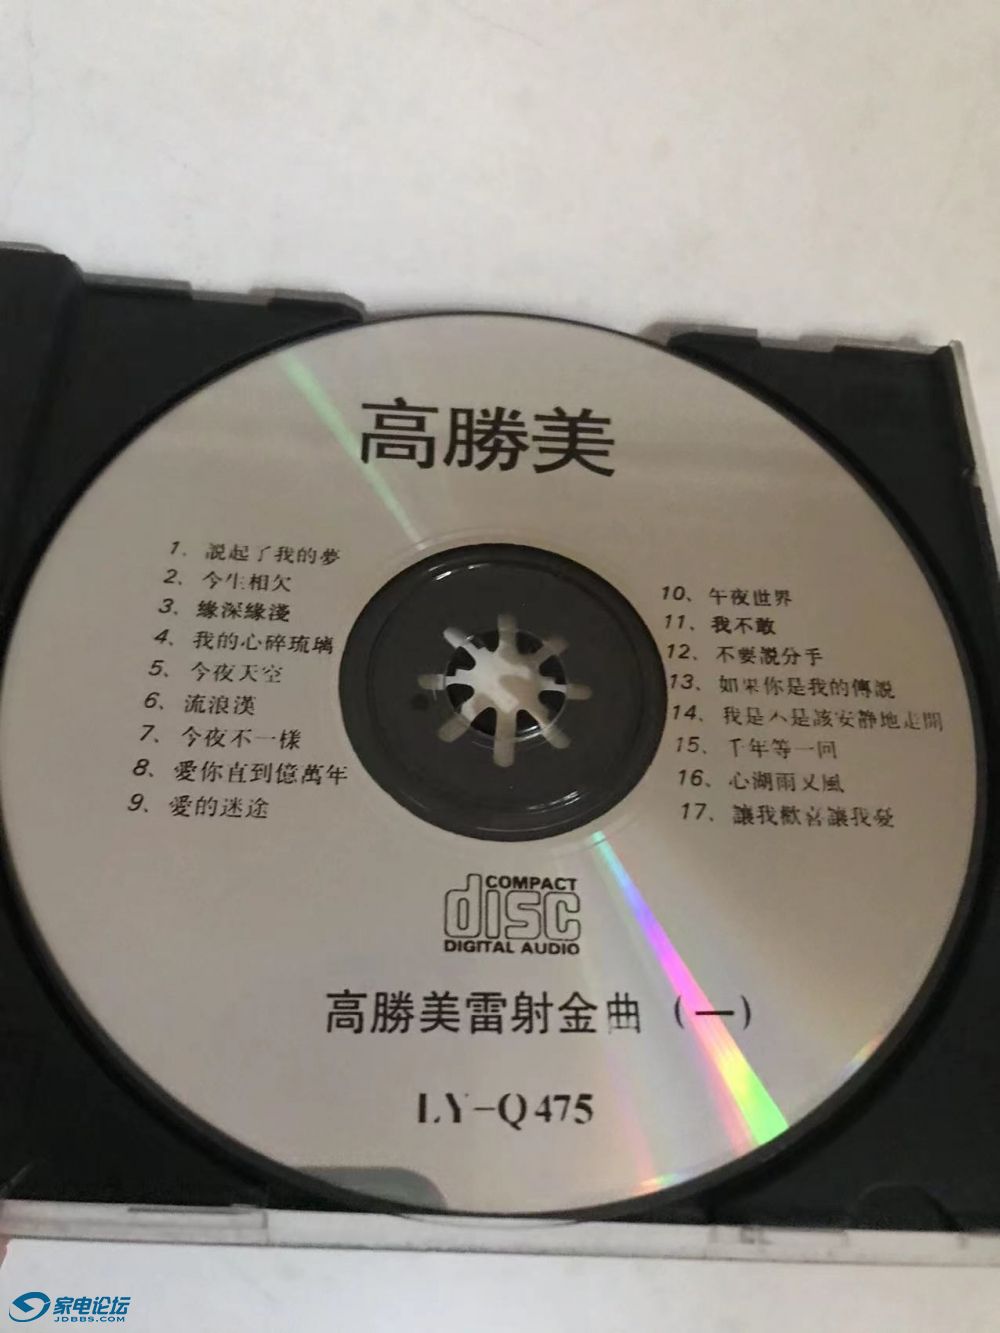 高勝美
1、說起了我的夢
2、今生相欠
3、緣深緣淺
4、我的心碎琉璃
5、今夜天空
6、流浪漢
7、今夜不一樣
8、愛你直到億萬年
9、愛的迷途
10、午夜世界
11、我不敢
12、不要說分手
13、如果你是我的傳說
14、我是不是該安靜地走開
15、千年等一回
16、心湖雨又風
17、讓我歡喜讓我憂
COMPACT
disc
DIGITAL AUDIO
高勝美雷射金曲（一）
LY-Q475
家电论坛
JDBBS.COM